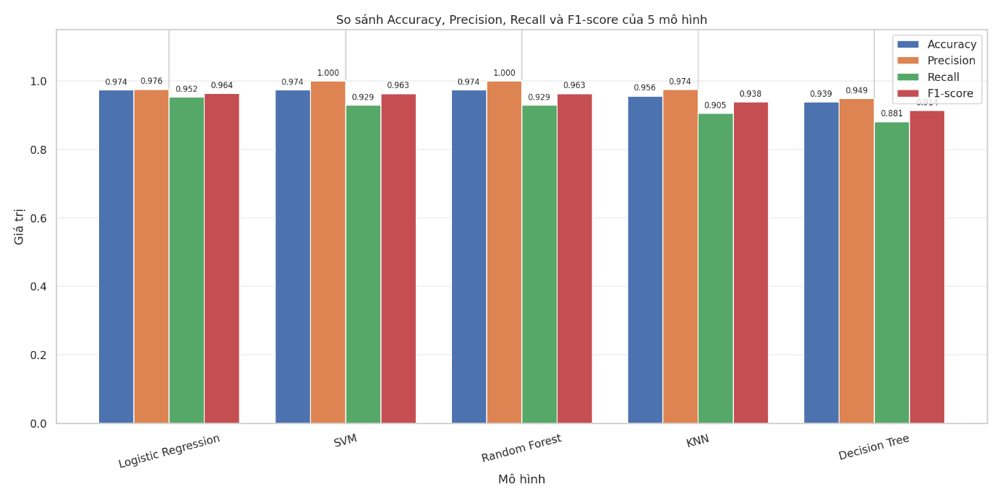 So sánh Accuracy, Precision, Recall và F1-score của 5 mô hình
Accuracy
Precision
Recall
F1-score
Giá trị
1.0
0.8
0.6
0.4
0.2
0.0
0.974
0.976
0.952
0.964
0.974
1.000
0.929
0.963
0.974
1.000
0.929
0.963
0.956
0.974
0.905
0.938
0.939
0.949
0.881
0.914
Logistic Regression
SVM
Random Forest
KNN
Decision Tree
Mô hình